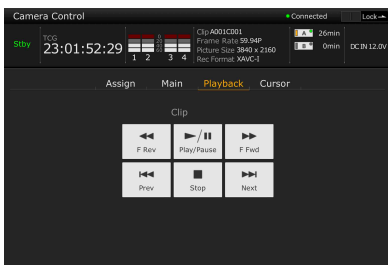 Camera Control
Connected
Lock
Stby
TCG
23:01:52:29
1 2 3 4
Clip A001C001
Frame Rate 59.94P
Picture Size 3840 x 2160
Rec Format XAVC-I
A 26min
B 0min
DC IN 12.0V
Assign Main Playback Cursor
Clip
F Rev Play/Pause F Fwd
Prev Stop Next